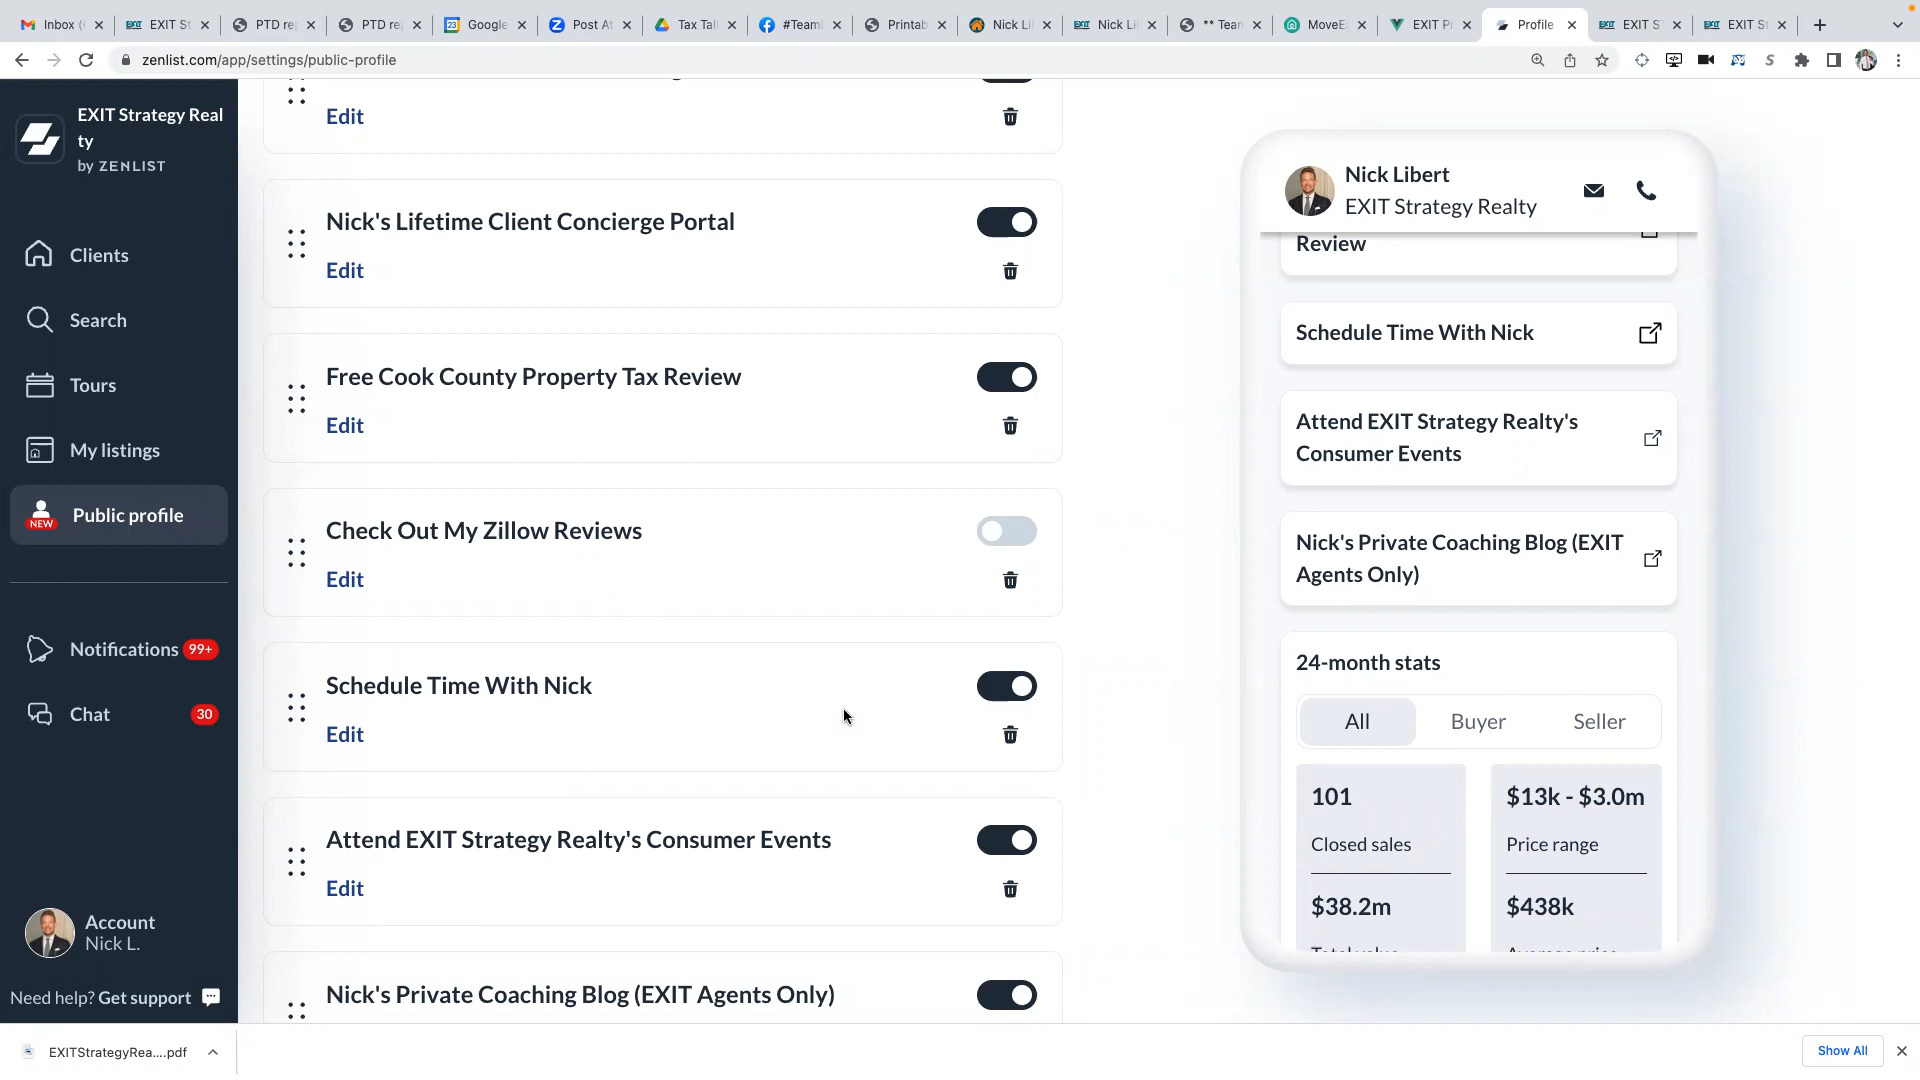 Inbox (
EXIT St
PTD re
PTD re
Google
Post At
Tax Tal
#Team
Printab
Nick Li
Nick Li
** Tean
MoveEa
EXIT P
Profile
EXIT S
EXIT St
zenlist.com/app/settings/public-profile
EXIT Strategy Real
ty
by ZENLIST
Clients
Search
Tours
My listings
NEW
Public profile
Notifications 99+
Chat 30
Account
Nick L.
Need help? Get support
Edit
Nick's Lifetime Client Concierge Portal
Edit
Free Cook County Property Tax Review
Edit
Check Out My Zillow Reviews
Edit
Schedule Time With Nick
Edit
Attend EXIT Strategy Realty's Consumer Events
Edit
Nick's Private Coaching Blog (EXIT Agents Only)
Nick Libert
EXIT Strategy Realty
Review
Schedule Time With Nick
Attend EXIT Strategy Realty's
Consumer Events
Nick's Private Coaching Blog (EXIT
Agents Only)
24-month stats
All Buyer Seller
101
Closed sales
$38.2m
Total value
$13k - $3.0m
Price range
$438k
Average price
EXITStrategyRea....pdf
Show All